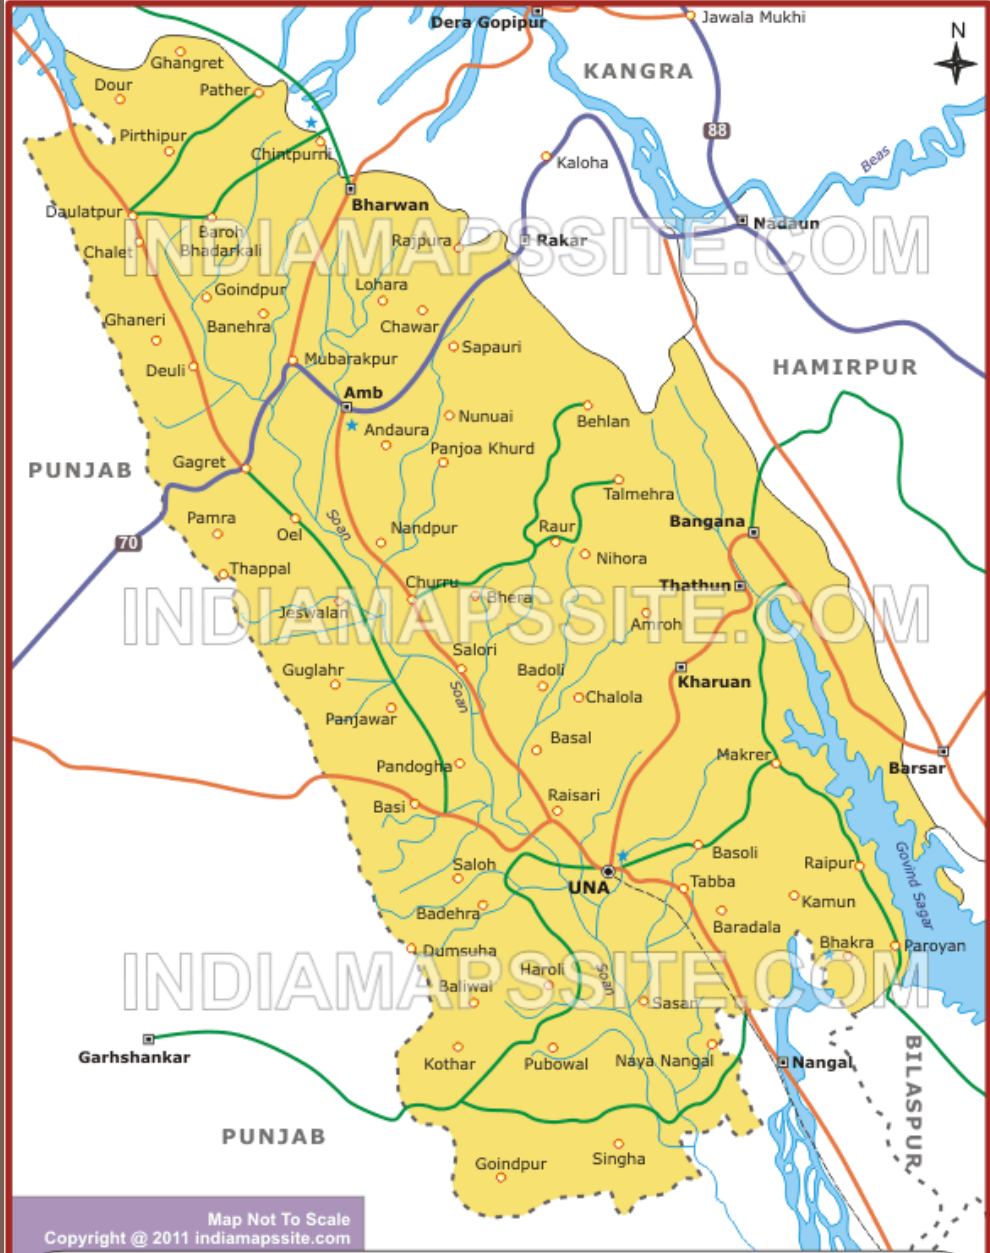 Dera Gopipur
Jawala Mukhi
N
KANGRA
Ghangret
Dour
Pather
88
Pirthipur
Chintpurni
Kaloha
Beas
Bharwan
Daulatpur
Nadaun
Baroh
Bhadarkali
Chalet
Rajpura
Rakar
INDIAMAPSSITE.COM
Goindpur
Lohara
Ghaneri
Banehra
Chawar
Deuli
Mubarakpur
Sapauri
HAMIRPUR
Amb
Andaura
Nunuai
Behlan
PUNJAB
Gagret
Panjoa Khurd
Talmehra
Pamra
Oel
Soan
Nandpur
Raur
Bangana
70
Nihora
Thappal
Churru
Bhera
Thathun
Jeswalan
Amroh
INDIAMAPSSITE.COM
Guglahr
Salori
Badoli
Kharuan
Soan
Chalola
Panjawar
Basal
Makrer
Pandogha
Barsar
Basi
Raisari
Saloh
UNA
Basoli
Raipur
Govind Sagar
Tabba
Kamun
Badehra
Baradala
Dumsuha
Bhakra
Paroyan
Haroli
Soan
INDIAMAPSSITE.COM
Baliwal
Sasan
Garhshankar
Kothar
Pubowal
Naya Nangal
Nangal
BILASPUR
PUNJAB
Goindpur
Singha
Map Not To Scale
Copyright @ 2011 indiamapssite.com